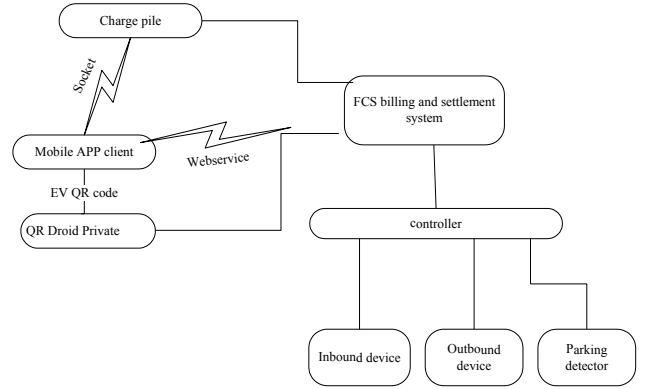 Charge pile
Socket
FCS billing and settlement
system
Mobile APP client
Webservice
EV QR code
QR Droid Private
controller
Inbound device
Outbound
device
Parking
detector